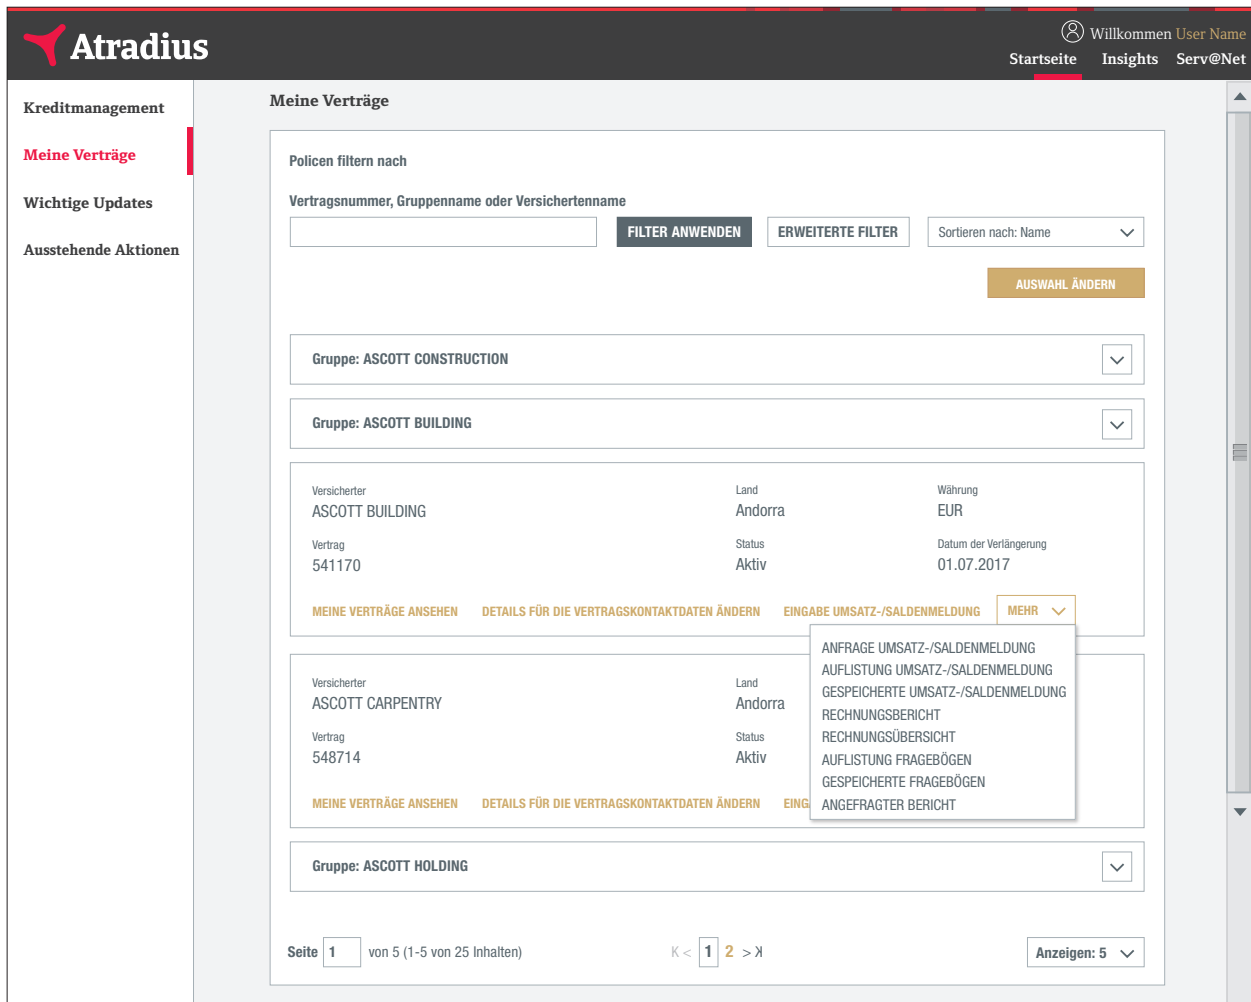 Atradius
Willkommen User Name
Startseite Insights Serv@Net
Kreditmanagement
Meine Verträge
Wichtige Updates
Ausstehende Aktionen
Meine Verträge
Policen filtern nach
Vertragsnummer, Gruppenname oder Versichertenname
FILTER ANWENDEN
ERWEITERTE FILTER
Sortieren nach: Name
AUSWAHL ÄNDERN
Gruppe: ASCOTT CONSTRUCTION
Gruppe: ASCOTT BUILDING
Versicherter Land Währung
ASCOTT BUILDING Andorra EUR
Vertrag Status Datum der Verlängerung
541170 Aktiv 01.07.2017
MEINE VERTRÄGE ANSEHEN DETAILS FÜR DIE VERTRAGSKONTAKTDATEN ÄNDERN EINGABE UMSATZ-/SALDENMELDUNG MEHR
ANFRAGE UMSATZ-/SALDENMELDUNG
AUFLISTUNG UMSATZ-/SALDENMELDUNG
GESPEICHERTE UMSATZ-/SALDENMELDUNG
RECHNUNGSBERICHT
RECHNUNGSÜBERSICHT
AUFLISTUNG FRAGEBÖGEN
GESPEICHERTE FRAGEBÖGEN
ANGEFRAGTER BERICHT
Versicherter Land
ASCOTT CARPENTRY Andorra
Vertrag Status
548714 Aktiv
MEINE VERTRÄGE ANSEHEN DETAILS FÜR DIE VERTRAGSKONTAKTDATEN ÄNDERN EING
Gruppe: ASCOTT HOLDING
Seite 1 von 5 (1-5 von 25 Inhalten) K < 1 2 > K Anzeigen: 5